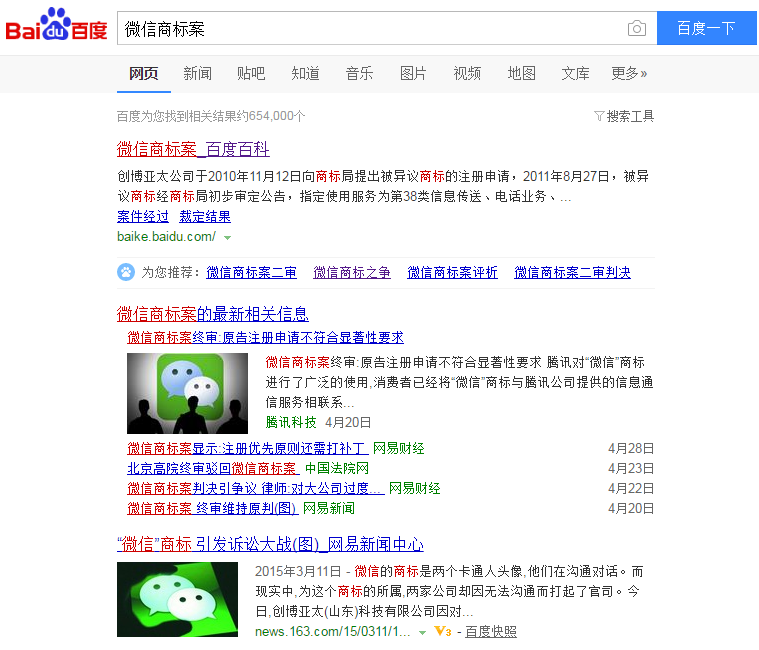 Bai du 百度
微信商标案
百度一下
网页 新闻 贴吧 知道 音乐 图片 视频 地图 文库 更多»
百度为您找到相关结果约654,000个
搜索工具
微信商标案_百度百科
创博亚太公司于2010年11月12日向商标局提出被异议商标的注册申请，2011年8月27日，被异
议商标经商标局初步审定公告，指定使用服务为第38类信息传送、电话业务、...
案件经过 裁定结果
baike.baidu.com/
为您推荐： 微信商标案二审 微信商标之争 微信商标案评析 微信商标案二审判决
微信商标案的最新相关信息
微信商标案终审:原告注册申请不符合显著性要求
微信商标案终审:原告注册申请不符合显著性要求 腾讯对“微信”商标
进行了广泛的使用,消费者已经将“微信”商标与腾讯公司提供的信息通
信服务相联系...
腾讯科技 4月20日
微信商标案显示:注册优先原则还需打补丁 网易财经 4月28日
北京高院终审驳回微信商标案 中国法院网 4月23日
微信商标案判决引争议 律师:对大公司过度... 网易财经 4月22日
微信商标案 终审维持原判(图) 网易新闻 4月20日
“微信”商标 引发诉讼大战(图)_网易新闻中心
2015年3月11日 - 微信的商标是两个卡通人头像,他们在沟通对话。而
现实中,为这个商标的所属,两家公司却因无法沟通而打起了官司。今
日,创博亚太(山东)科技有限公司因对...
news.163.com/15/0311/1... V3 - 百度快照